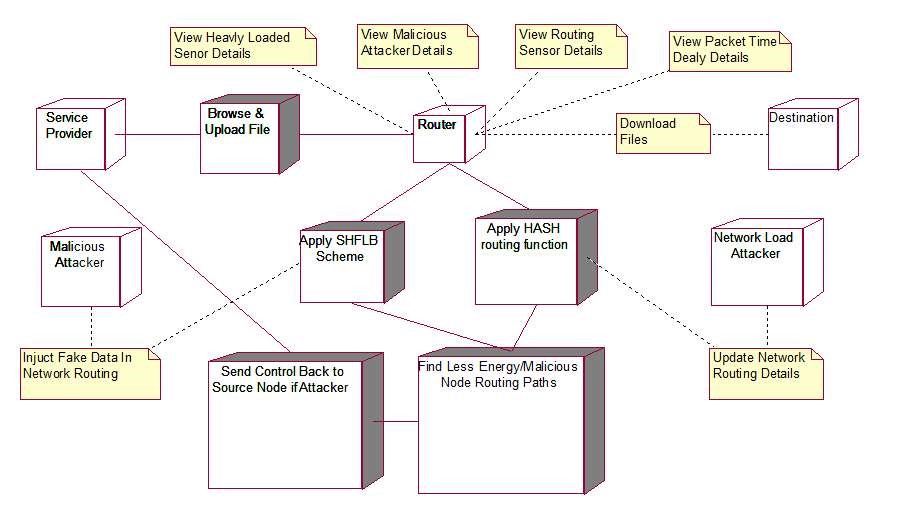 View Heavly Loaded
Senor Details
View Malicious
Attacker Details
View Routing
Sensor Details
View Packet Time
Dealy Details
Service
Provider
Browse &
Upload File
Router
Download
Files
Destination
Malicious
Attacker
Apply SHFLB
Scheme
Apply HASH
routing function
Network Load
Attacker
Injuct Fake Data In
Network Routing
Send Control Back to
Source Node if Attacker
Find Less Energy/Malicious
Node Routing Paths
Update Network
Routing Details